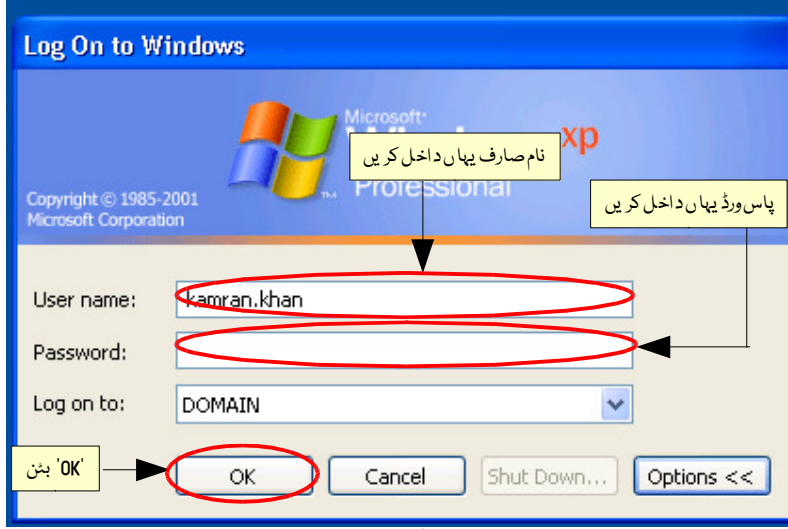 Log On to Windows
Microsoft
نام صارف یہاں داخل کریں
xp
Professional
پاس ورڈ یہاں داخل کریں
Copyright © 1985-2001
Microsoft Corporation
User name: kamran.khan
Password:
Log on to: DOMAIN
'OK' بٹن
OK Cancel Shut Down... Options <<